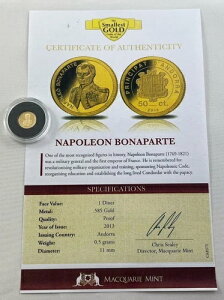 Smallest
GOLD
CERTIFICATE OF AUTHENTICITY
PRINCIPAT ANDORRA
50
NAPOLEON BONAPARTE
One of the most recognised figures in history, Napoleon Bonaparte (1769-1821)
was a military general and the first emperor of France. He is remembered for
revolutionising military organisation and training, sponsoring Napoleonic Code,
reorganising education and establishing the long-lived Concordat with the papacy.
SPECIFICATIONS
Face Value: 1 Diner
Metal: .585 Gold
Quality: Proof
Year of Issue: 2013
Issuing Country: Andorra
Weight: 0.5 grams
Diameter: 11 mm
Chris Sealey
Director, Macquarie Mint
MACQUARIE MINT